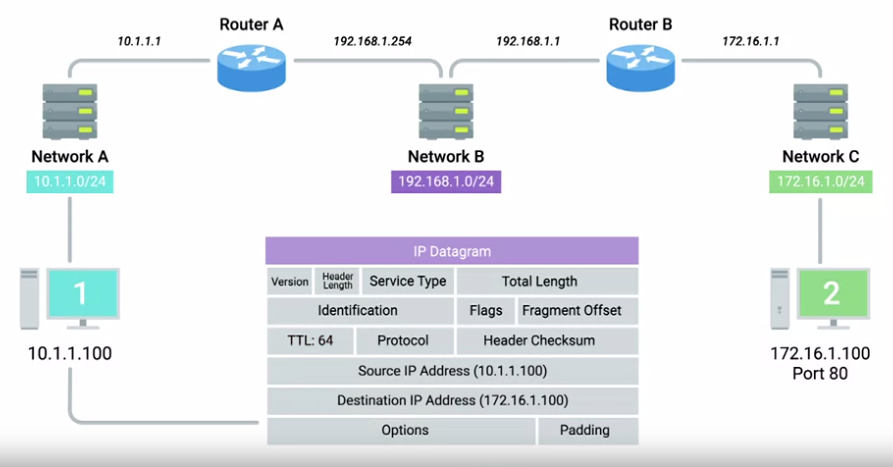 Router A
Router B
10.1.1.1
192.168.1.254
192.168.1.1
172.16.1.1
Network A
10.1.1.0/24
Network B
192.168.1.0/24
Network C
172.16.1.0/24
IP Datagram
Version
Header
Length
Service Type
Total Length
Identification
Flags
Fragment Offset
TTL: 64
Protocol
Header Checksum
Source IP Address (10.1.1.100)
Destination IP Address (172.16.1.100)
Options
Padding
1
10.1.1.100
2
172.16.1.100
Port 80